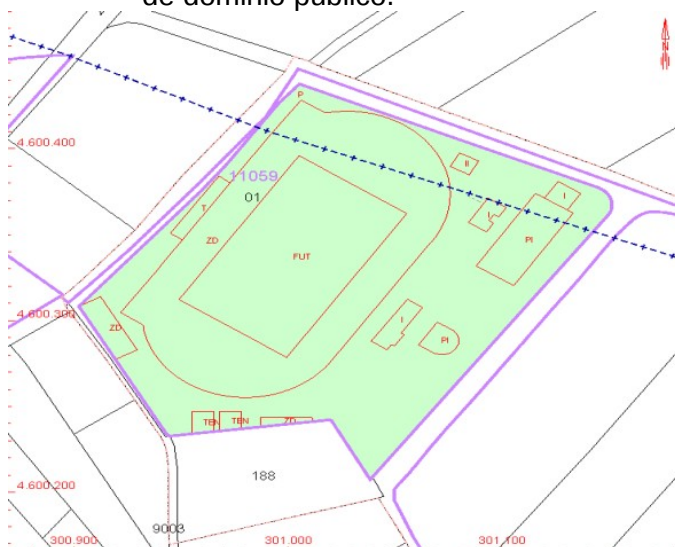 de dominio público.
N
4.600.400
P
II
11059
01
I
T
I
ZD
PI
FUT
4.600.300
ZD
I
PI
TEN
TEN
ZD
188
4.600.200
9003
300.900
301.000
301.100